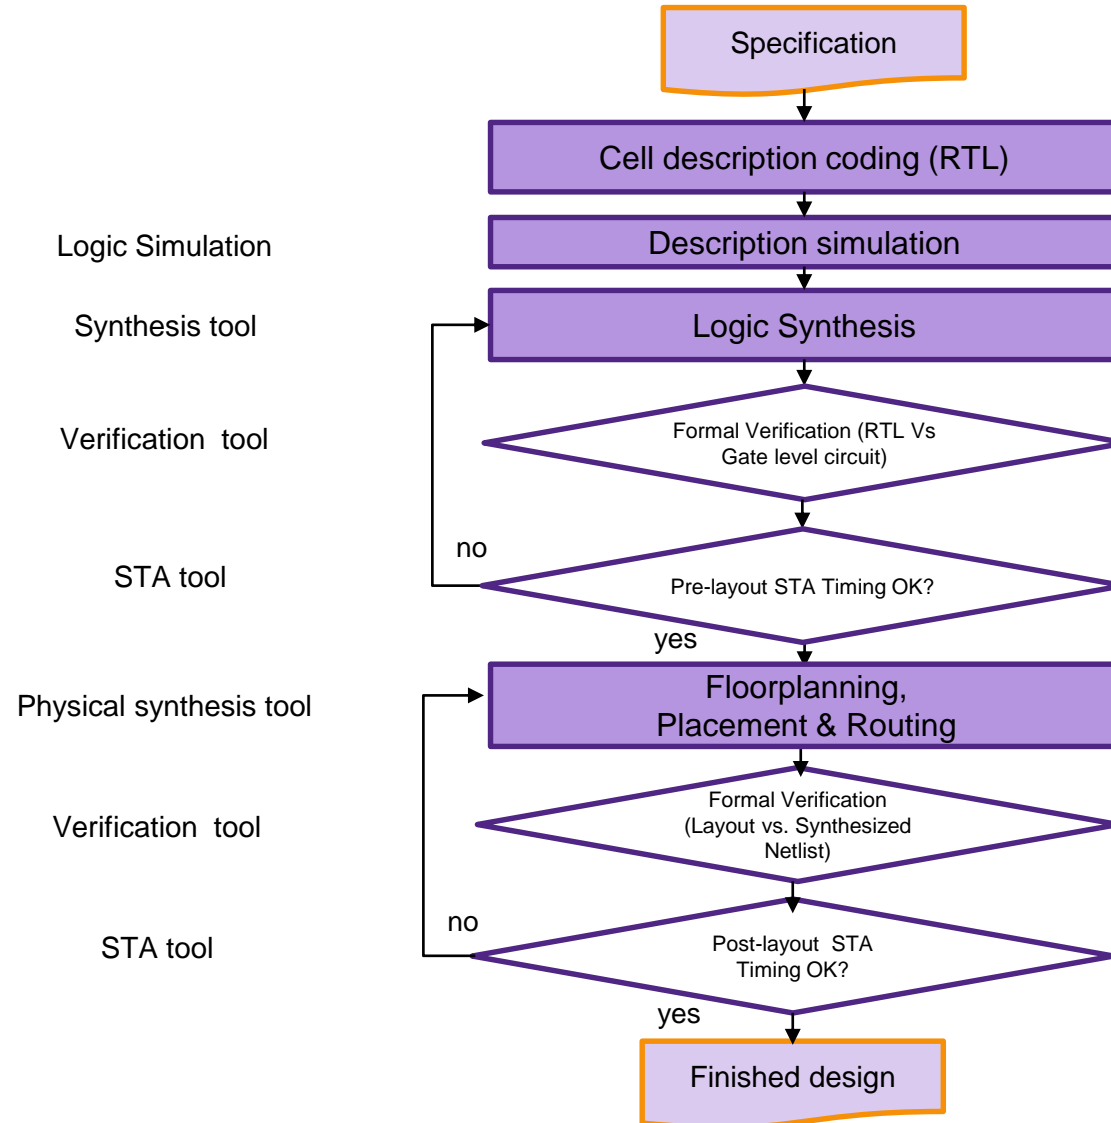 Specification
Cell description coding (RTL)
Logic Simulation
Description simulation
Synthesis tool
Logic Synthesis
Verification  tool
Formal Verification (RTL Vs
Gate level circuit)
no
STA tool
Pre-layout STA Timing OK?
yes
Physical synthesis tool
Floorplanning,
Placement & Routing
Verification  tool
Formal Verification
(Layout vs. Synthesized
Netlist)
no
STA tool
Post-layout  STA
Timing OK?
yes
Finished design